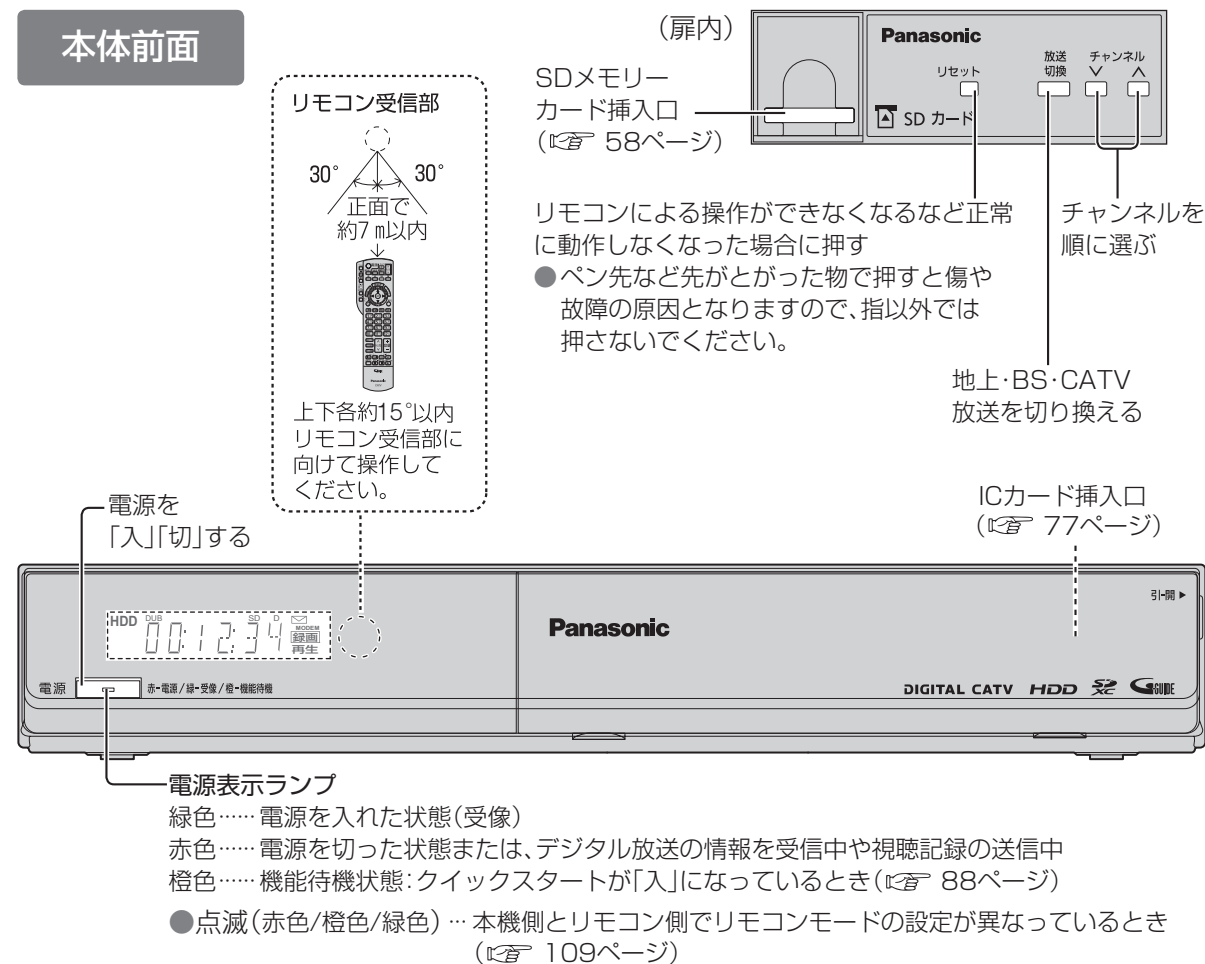 本体前面
(扉内)
SDメモリー
カード挿入口
(☞ 58ページ)
Panasonic
リセット
放送
切換
チャンネル
∨ ∧
SD カード
リモコン受信部
30° 30°
正面で
約7 m以内
上下各約15°以内
リモコン受信部に
向けて操作して
ください。
リモコンによる操作ができなくなるなど正常
に動作しなくなった場合に押す
●ペン先など先がとがった物で押すと傷や
故障の原因となりますので、指以外では
押さないでください。
チャンネルを
順に選ぶ
地上・BS・CATV
放送を切り換える
電源を
「入」「切」する
ICカード挿入口
(☞ 77ページ)
引-開 ▶
HDD DUB SD D
00:12:34
MODEM
録画
再生
Panasonic
電源
赤-電源/緑-受像/橙-機能待機
DIGITAL CATV HDD SD XC G-GUIDE
電源表示ランプ
緑色…… 電源を入れた状態(受像)
赤色…… 電源を切った状態または、デジタル放送の情報を受信中や視聴記録の送信中
橙色…… 機能待機状態:クイックスタートが「入」になっているとき(☞ 88ページ)
●点滅(赤色/橙色/緑色) … 本機側とリモコン側でリモコンモードの設定が異なっているとき
(☞ 109ページ)